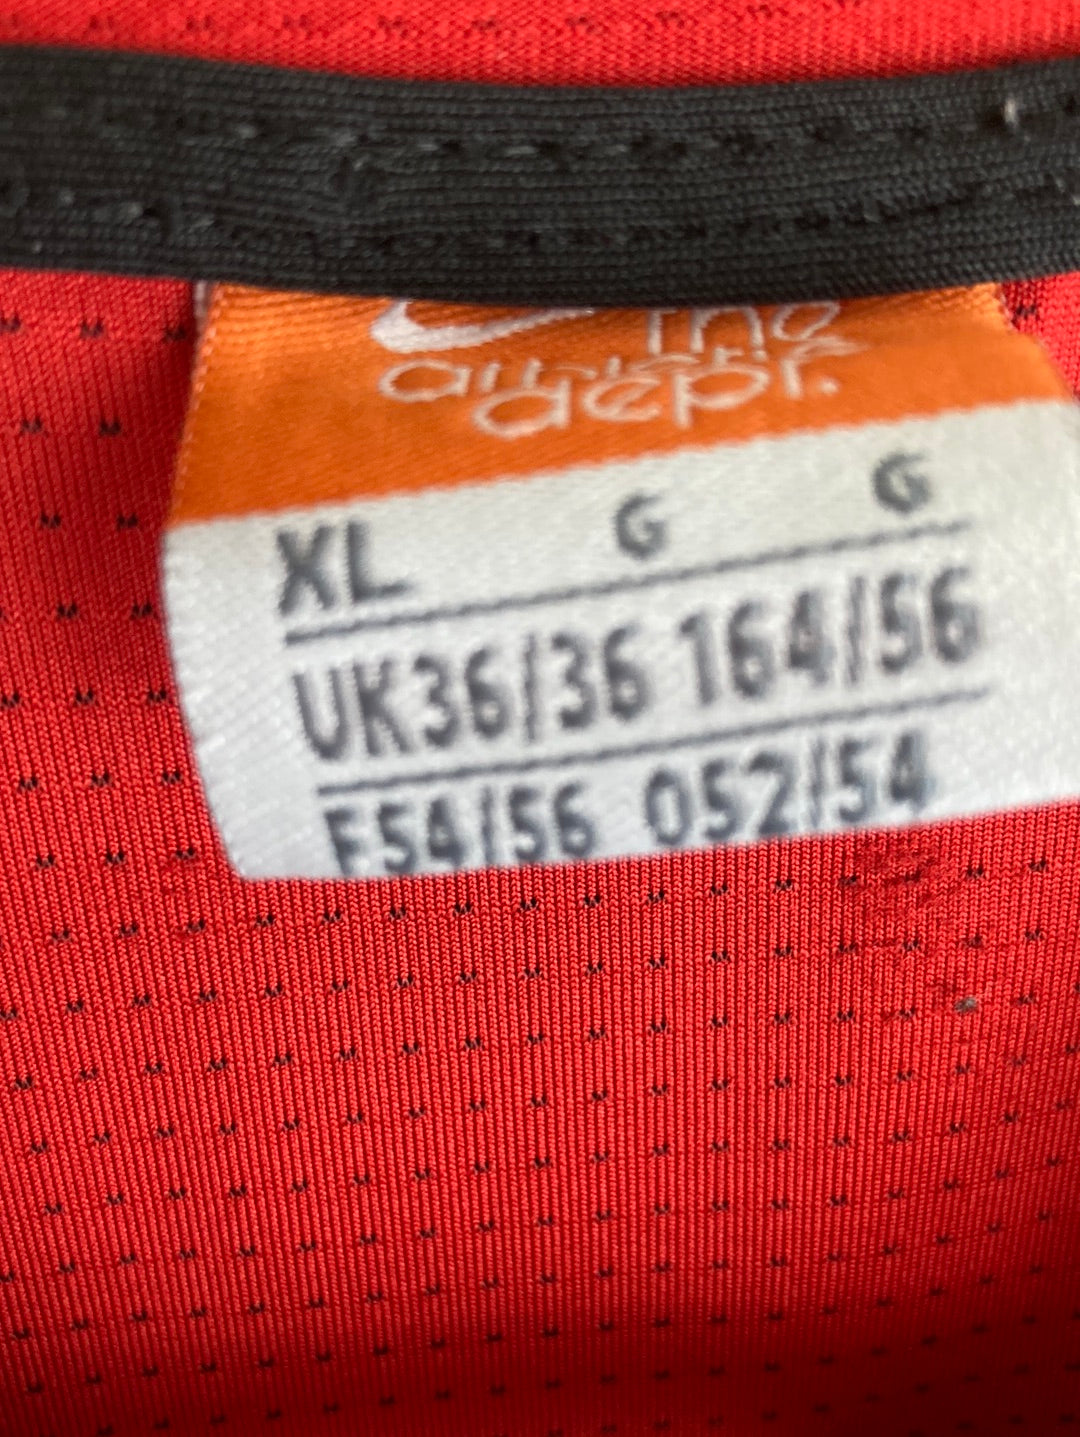 The
athletic
dept.
XL G G
UK36/36 164/56
F54/56 052/54